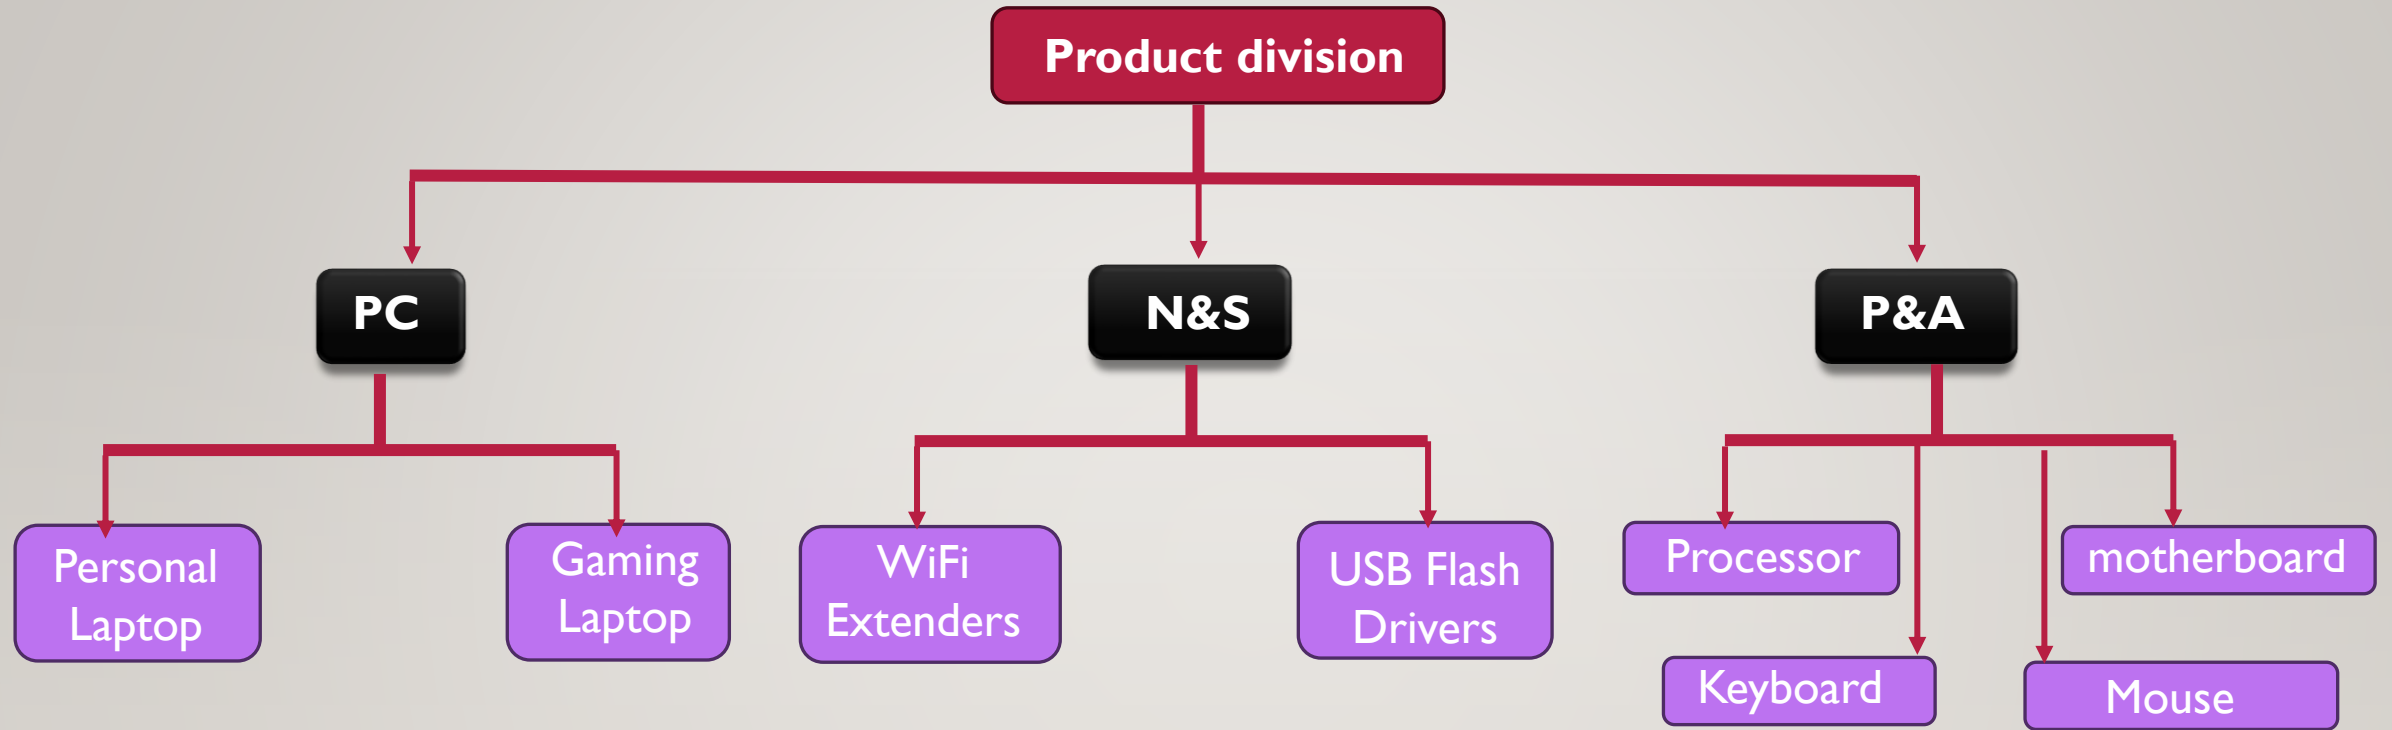 Product division
PC
N&S
P&A
Personal
Laptop
Gaming
Laptop
WiFi
Extenders
USB Flash
Drivers
Processor
motherboard
Keyboard
Mouse